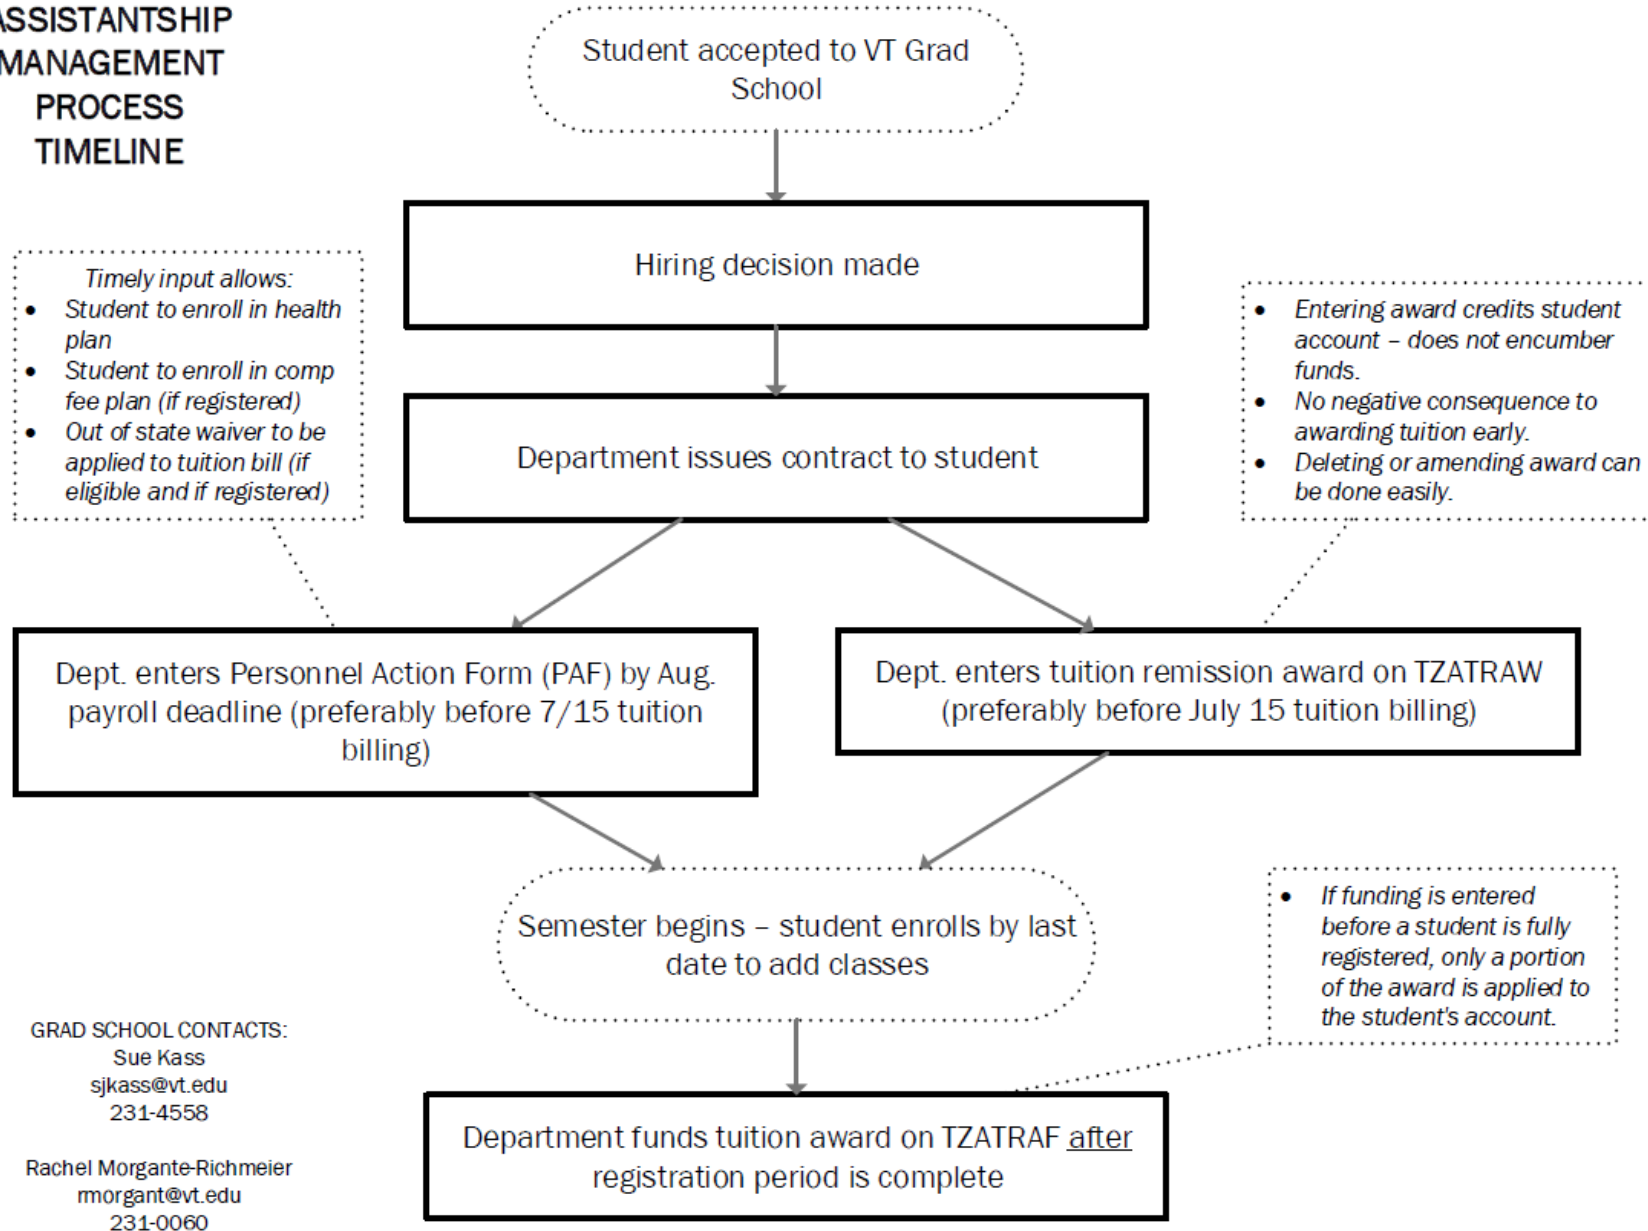 ASSISTANTSHIP
MANAGEMENT
PROCESS
TIMELINE
Student accepted to VT Grad
School
Hiring decision made
Timely input allows:
• Student to enroll in health
plan
• Student to enroll in comp
fee plan (if registered)
• Out of state waiver to be
applied to tuition bill (if
eligible and if registered)
• Entering award credits student
account – does not encumber
funds.
• No negative consequence to
awarding tuition early.
• Deleting or amending award can
be done easily.
Department issues contract to student
Dept. enters Personnel Action Form (PAF) by Aug.
payroll deadline (preferably before 7/15 tuition
billing)
Dept. enters tuition remission award on TZATRAW
(preferably before July 15 tuition billing)
Semester begins – student enrolls by last
date to add classes
• If funding is entered
before a student is fully
registered, only a portion
of the award is applied to
the student's account.
Department funds tuition award on TZATRAF after
registration period is complete
GRAD SCHOOL CONTACTS:
Sue Kass
sjkass@vt.edu
231-4558
Rachel Morgante-Richmeier
rmorgant@vt.edu
231-0060